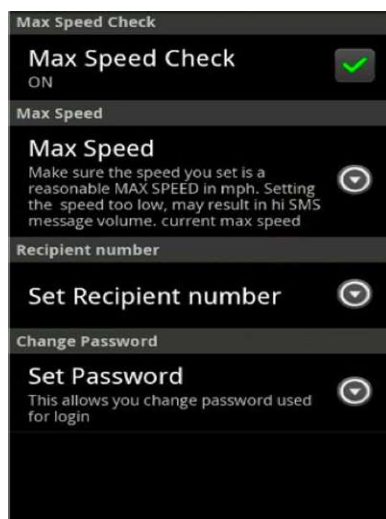 Max Speed Check
Max Speed Check
ON
Max Speed
Max Speed
Make sure the speed you set is a
reasonable MAX SPEED in mph. Setting
the speed too low, may result in hi SMS
message volume. current max speed
Recipient number
Set Recipient number
Change Password
Set Password
This allows you change password used
for login